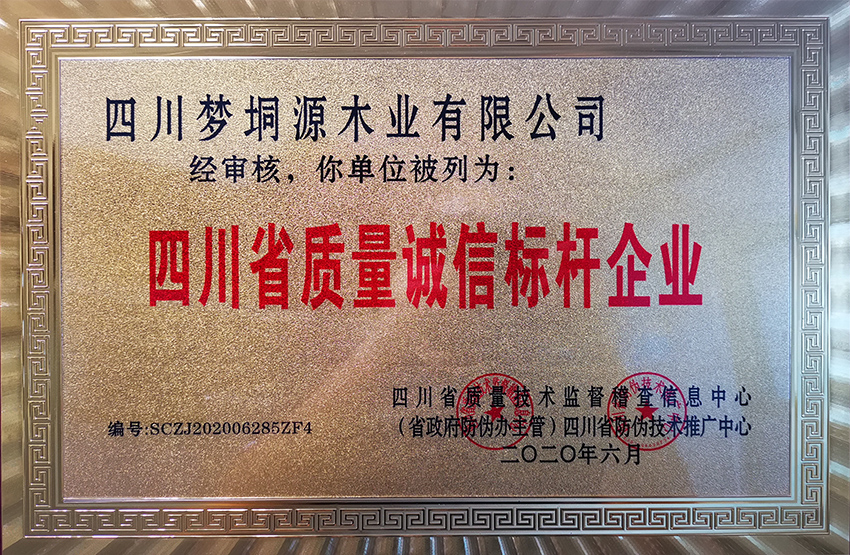 四川梦垌源木业有限公司
经审核，你单位被列为：
四川省质量诚信标杆企业
四川省质量技术监督稽查信息中心
编号:SCZJ202006285ZF4
（省政府防伪办主管）四川省防伪技术推广中心
二〇二〇年六月